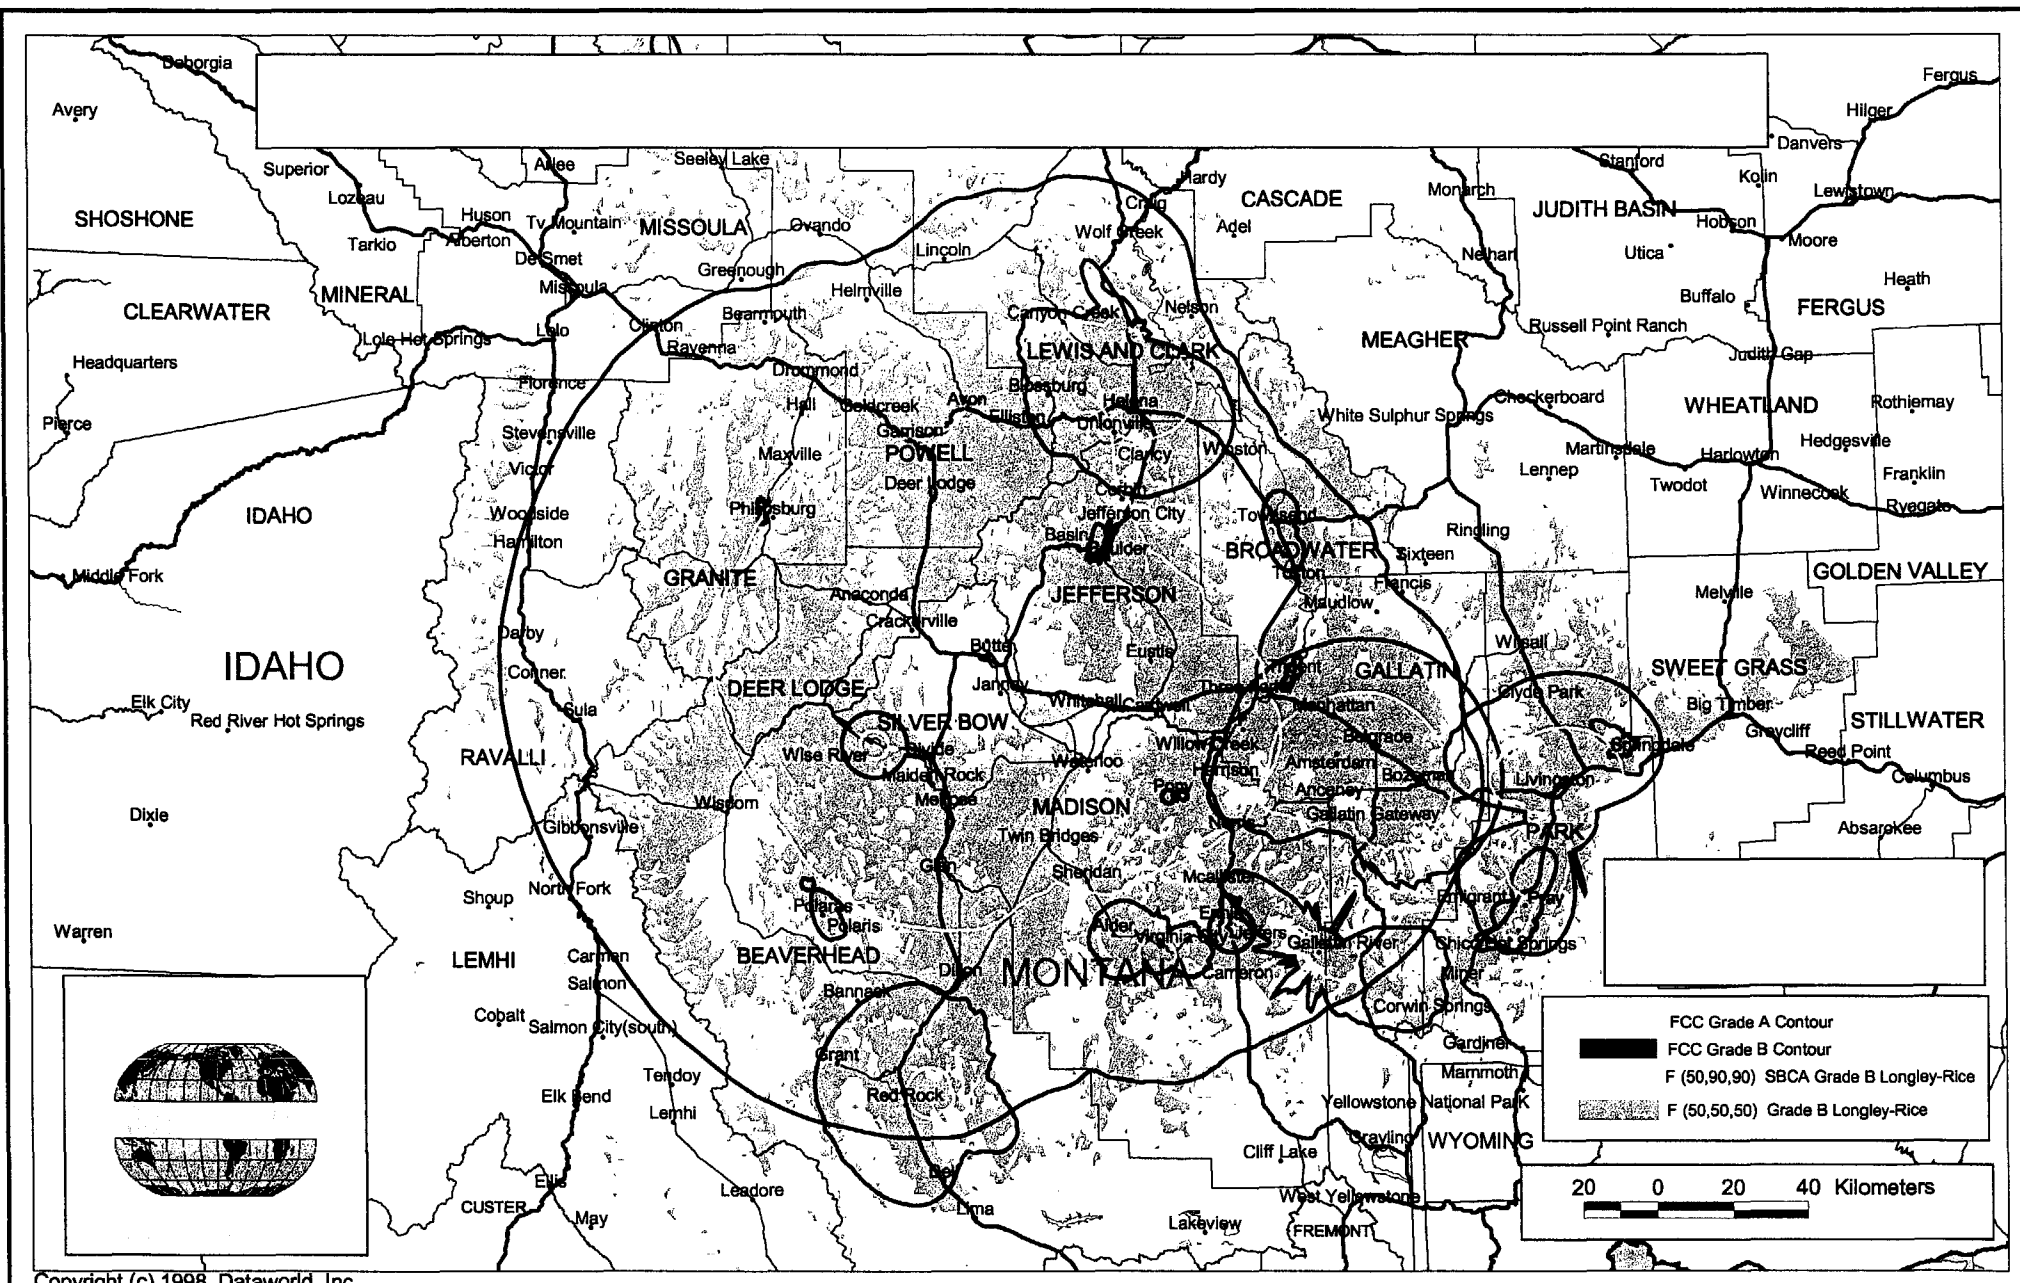 Deborgia
Fergus
Avery
Hilger
Danvers
Superior
Arlee
Seeley Lake
Stanford
Kolin
Hardy
Lozeau
Monarch
Lewistown
CASCADE
Craig
SHOSHONE
Huson
Tv Mountain
MISSOULA
Ovando
Adel
JUDITH BASIN
Hobson
Tarkio
Alberton
Wolf Creek
Moore
De Smet
Lincoln
Neihart
Utica
Greenough
Heath
Missoula
Helmville
MINERAL
Buffalo
CLEARWATER
Bearmouth
Canyon Creek
Nelson
FERGUS
Lolo
Clinton
Russell Point Ranch
Lolo Hot Springs
Ravenna
LEWIS AND CLARK
MEAGHER
Judith Gap
Headquarters
Drommond
Florence
Blossburg
Hall
Goldcreek
Avon
Helena
Checkerboard
WHEATLAND
Rothiemay
Pierce
Elliston
Unionville
White Sulphur Springs
Stevensville
Garrison
Hedgesville
Maxville
POWELL
Clancy
Winston
Martinsdale
Harlowton
Victor
Deer Lodge
Lennep
Franklin
Corbin
Twodot
Winnecook
IDAHO
Woodside
Philipsburg
Jefferson City
Townsend
Ryegate
Basin
Ringling
Hamilton
Boulder
BROADWATER
Sixteen
Middle Fork
GRANITE
Toston
GOLDEN VALLEY
Anaconda
JEFFERSON
Francis
Melville
Maudlow
Crackerville
Darby
Butte
Eustis
Wilsall
IDAHO
Conner
Trident
GALLATIN
SWEET GRASS
DEER LODGE
Janney
Clyde Park
Elk City
Whitehall
Cardwell
Manhattan
Big Timber
Red River Hot Springs
Sula
SILVER BOW
STILLWATER
Belgrade
Greycliff
RAVALLI
Wise River
Divide
Willow Creek
Springdale
Reed Point
Waterloo
Amsterdam
Maiden Rock
Harrison
Bozeman
Livingston
Columbus
Wisdom
Melrose
Pony
Anceney
MADISON
Dixie
Gallatin Gateway
Gibbonsville
Norris
PARK
Absarokee
Twin Bridges
Glen
Sheridan
Mcallister
Shoup
North Fork
Emigrant
Pray
Polaras
Ennis
Warren
Polaris
Alder
Virginia City
Jeffers
Gallatin River
Chico Hot Springs
LEMHI
Carmen
BEAVERHEAD
Dillon
MONTANA
Cameron
Miner
Salmon
Bannack
Corwin Springs
Cobalt
Salmon City(south)
FCC Grade A Contour
Grant
Gardiner
FCC Grade B Contour
Tendoy
Mammoth
F (50,90,90) SBCA Grade B Longley-Rice
Elk Bend
Red Rock
Lemhi
Yellowstone National Park
F (50,50,50) Grade B Longley-Rice
Grayling
WYOMING
Cliff Lake
Dell
Ellis
Leadore
West Yellowstone
20 0 20 40 Kilometers
CUSTER
Lima
May
Lakeview
FREMONT
Copyright (c) 1998, Dataworld, Inc.